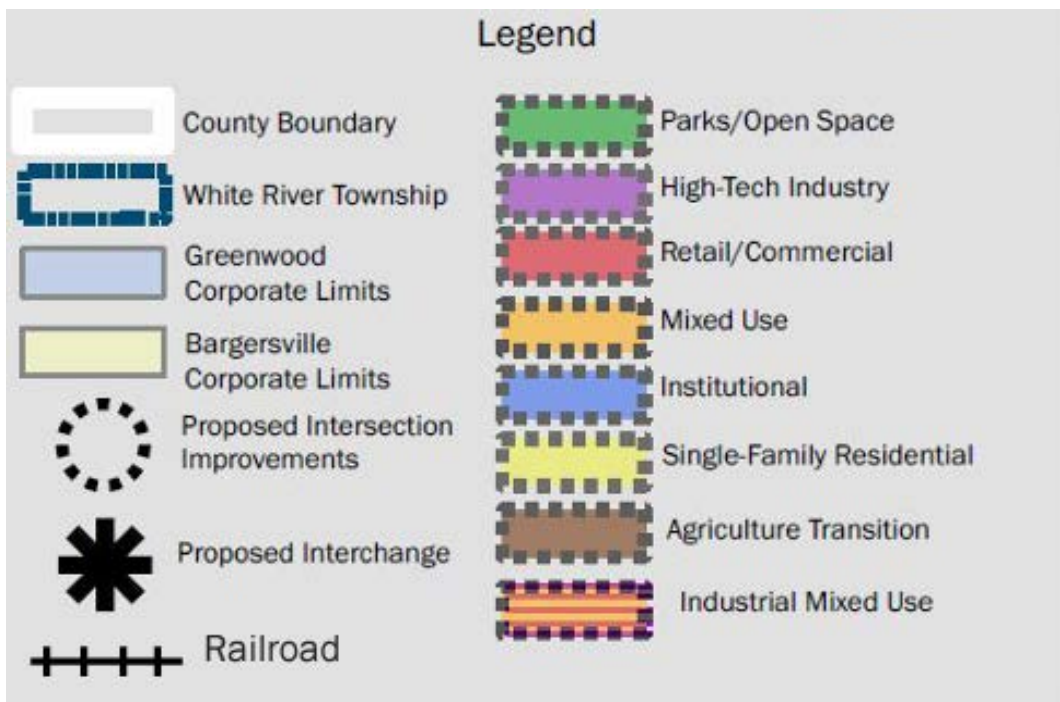 Legend
County Boundary
White River Township
Greenwood
Corporate Limits
Bargersville
Corporate Limits
Proposed Intersection
Improvements
Proposed Interchange
Railroad
Parks/Open Space
High-Tech Industry
Retail/Commercial
Mixed Use
Institutional
Single-Family Residential
Agriculture Transition
Industrial Mixed Use